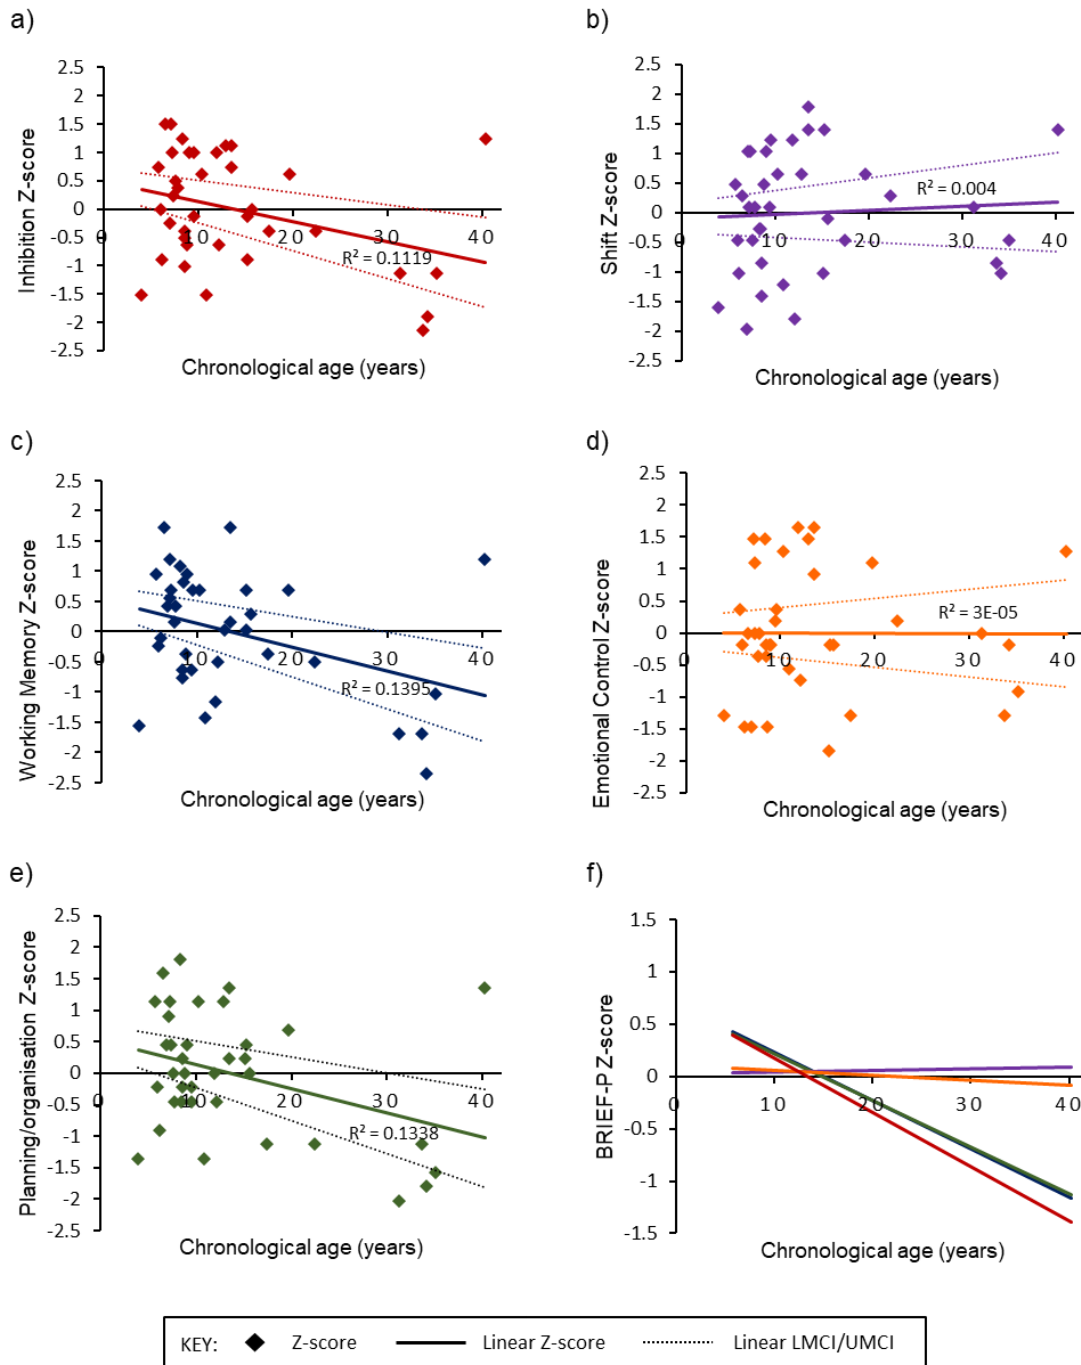 a)
2.5
2
1.5
1
0.5
0
-0.5
-1
-1.5
-2
-2.5
0 10 20 30 40
R² = 0.1119
Inhibition Z-score
Chronological age (years)
b)
2.5
2
1.5
1
0.5
0
-0.5
-1
-1.5
-2
-2.5
0 10 20 30 40
R² = 0.004
Shift Z-score
Chronological age (years)
c)
2.5
2
1.5
1
0.5
0
-0.5
-1
-1.5
-2
-2.5
0 10 20 30 40
R² = 0.1395
Working Memory Z-score
Chronological age (years)
d)
2.5
2
1.5
1
0.5
0
-0.5
-1
-1.5
-2
-2.5
0 10 20 30 40
R² = 3E-05
Emotional Control Z-score
Chronological age (years)
e)
2.5
2
1.5
1
0.5
0
-0.5
-1
-1.5
-2
-2.5
0 10 20 30 40
R² = 0.1338
Planning/organisation Z-score
Chronological age (years)
f)
1.5
1
0.5
0
-0.5
-1
-1.5
0 10 20 30 40
BRIEF-P Z-score
Chronological age (years)
KEY: Z-score Linear Z-score Linear LMCI/UMCI